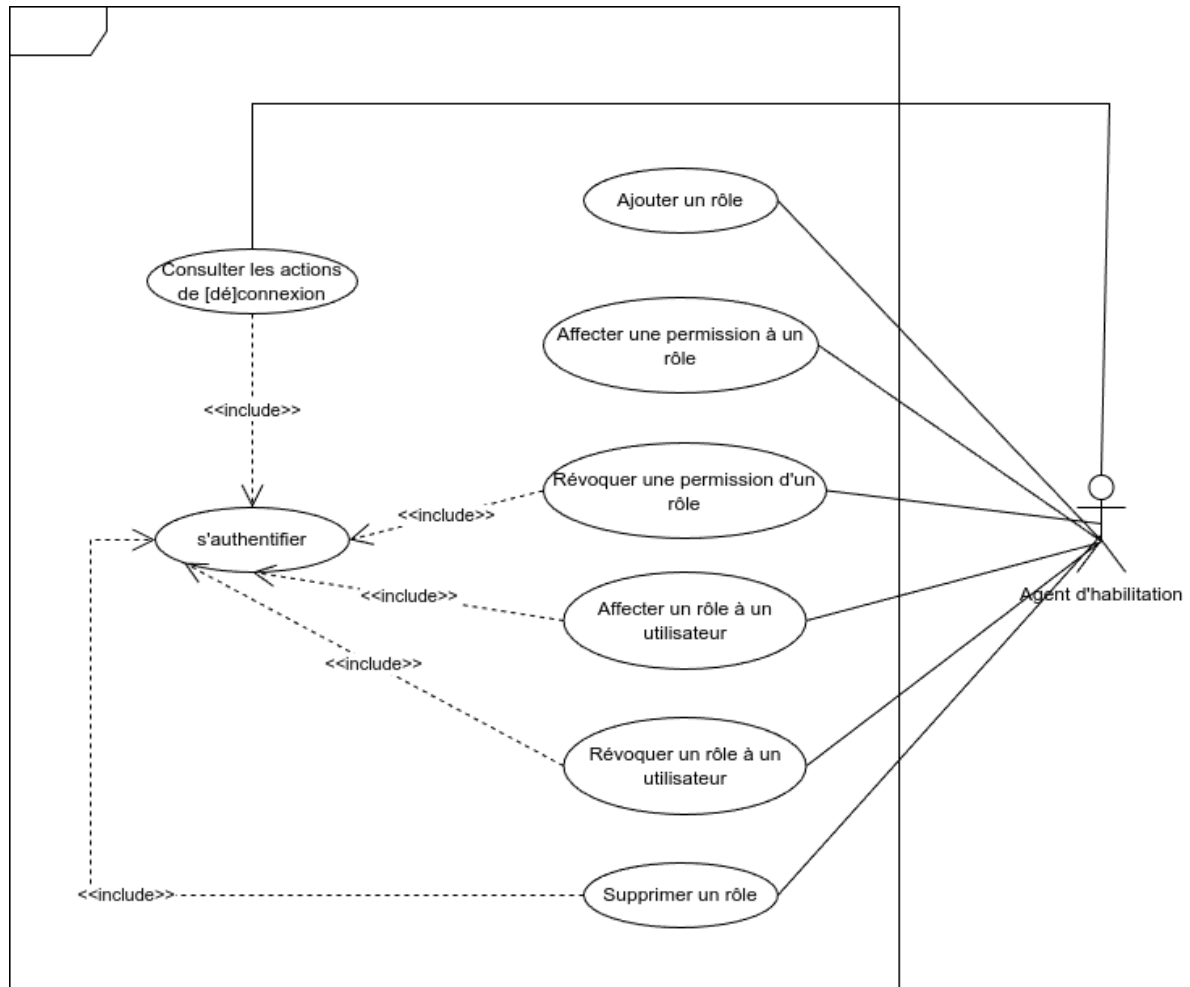 Ajouter un rôle
Consulter les actions
de [dé]connexion
Affecter une permission à un
rôle
<<include>>
Révoquer une permission d'un
rôle
<<include>>
s'authentifier
Agent d'habilitation
<<include>>
Affecter un rôle à un
utilisateur
<<include>>
Révoquer un rôle à un
utilisateur
<<include>>
Supprimer un rôle